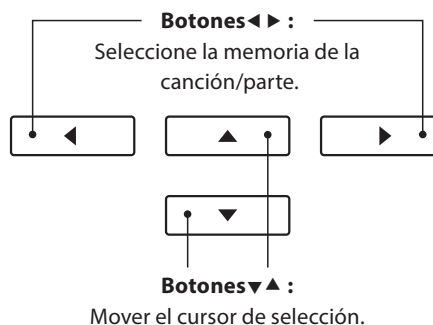 Botones◀ ▶ :
Seleccione la memoria de la
canción/parte.
Botones▼▲ :
Mover el cursor de selección.